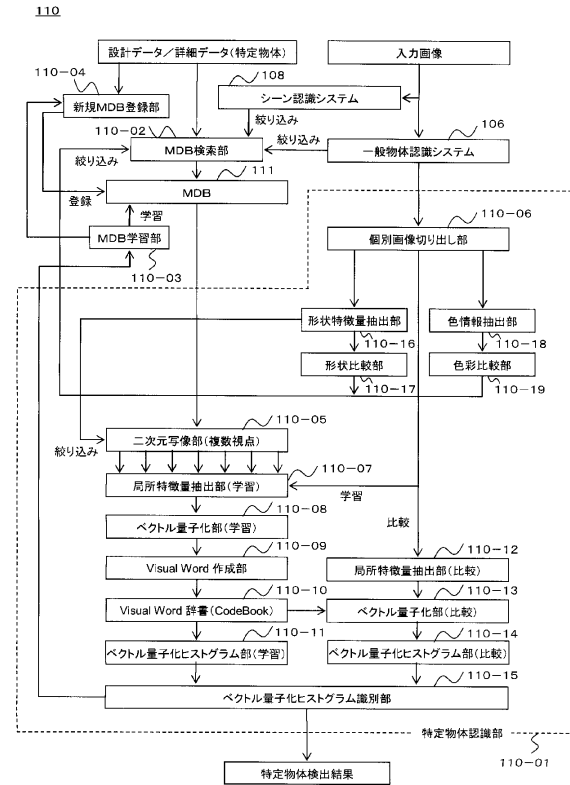 110
設計データ／詳細データ(特定物体)
入力画像
110-04
108
新規MDB登録部
シーン認識システム
110-02
絞り込み
106
絞り込み
MDB検索部
絞り込み
一般物体認識システム
111
MDB
登録
学習
110-06
MDB学習部
個別画像切り出し部
110-03
形状特徴量抽出部
色情報抽出部
110-16
110-18
形状比較部
色彩比較部
110-17
110-19
110-05
二次元写像部(複数視点)
絞り込み
110-07
局所特徴量抽出部(学習)
学習
110-08
ベクトル量子化部(学習)
比較
110-09
110-12
Visual Word 作成部
局所特徴量抽出部(比較)
110-10
110-13
Visual Word 辞書(CodeBook)
ベクトル量子化部(比較)
110-11
110-14
ベクトル量子化ヒストグラム部(学習)
ベクトル量子化ヒストグラム部(比較)
110-15
ベクトル量子化ヒストグラム識別部
特定物体認識部
110-01
特定物体検出結果